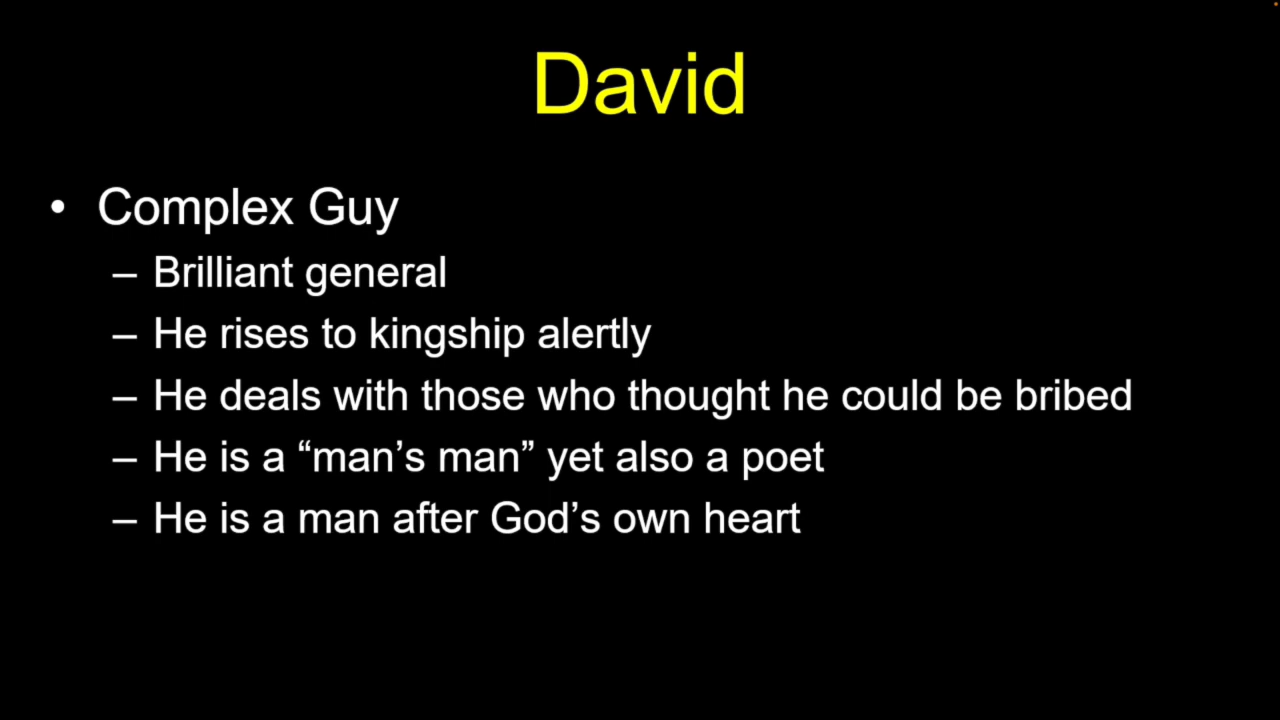 David
• Complex Guy
– Brilliant general
– He rises to kingship alertly
– He deals with those who thought he could be bribed
– He is a “man’s man” yet also a poet
– He is a man after God’s own heart